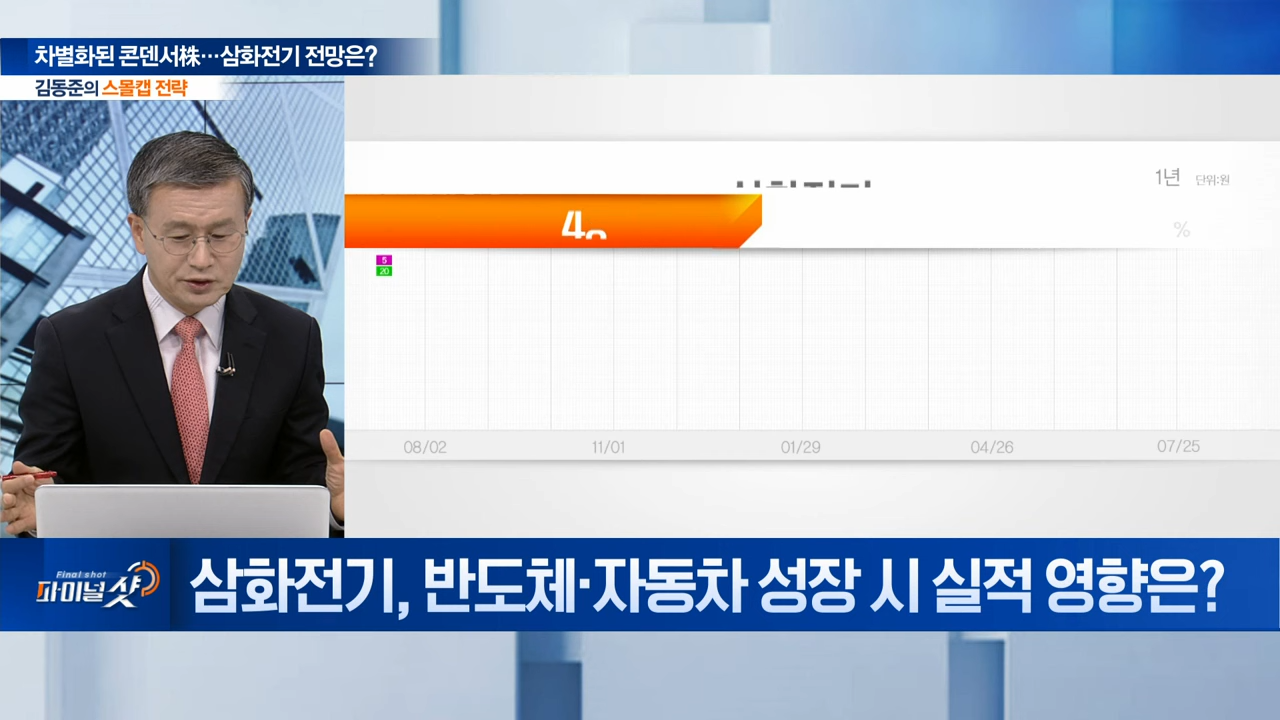 차별화된 콘덴서株…삼화전기 전망은?
김동준의 스몰캡 전략
1년 단위:원
%
5
20
08/02 11/01 01/29 04/26 07/25
Final shot
파이널샷
삼화전기, 반도체·자동차 성장 시 실적 영향은?